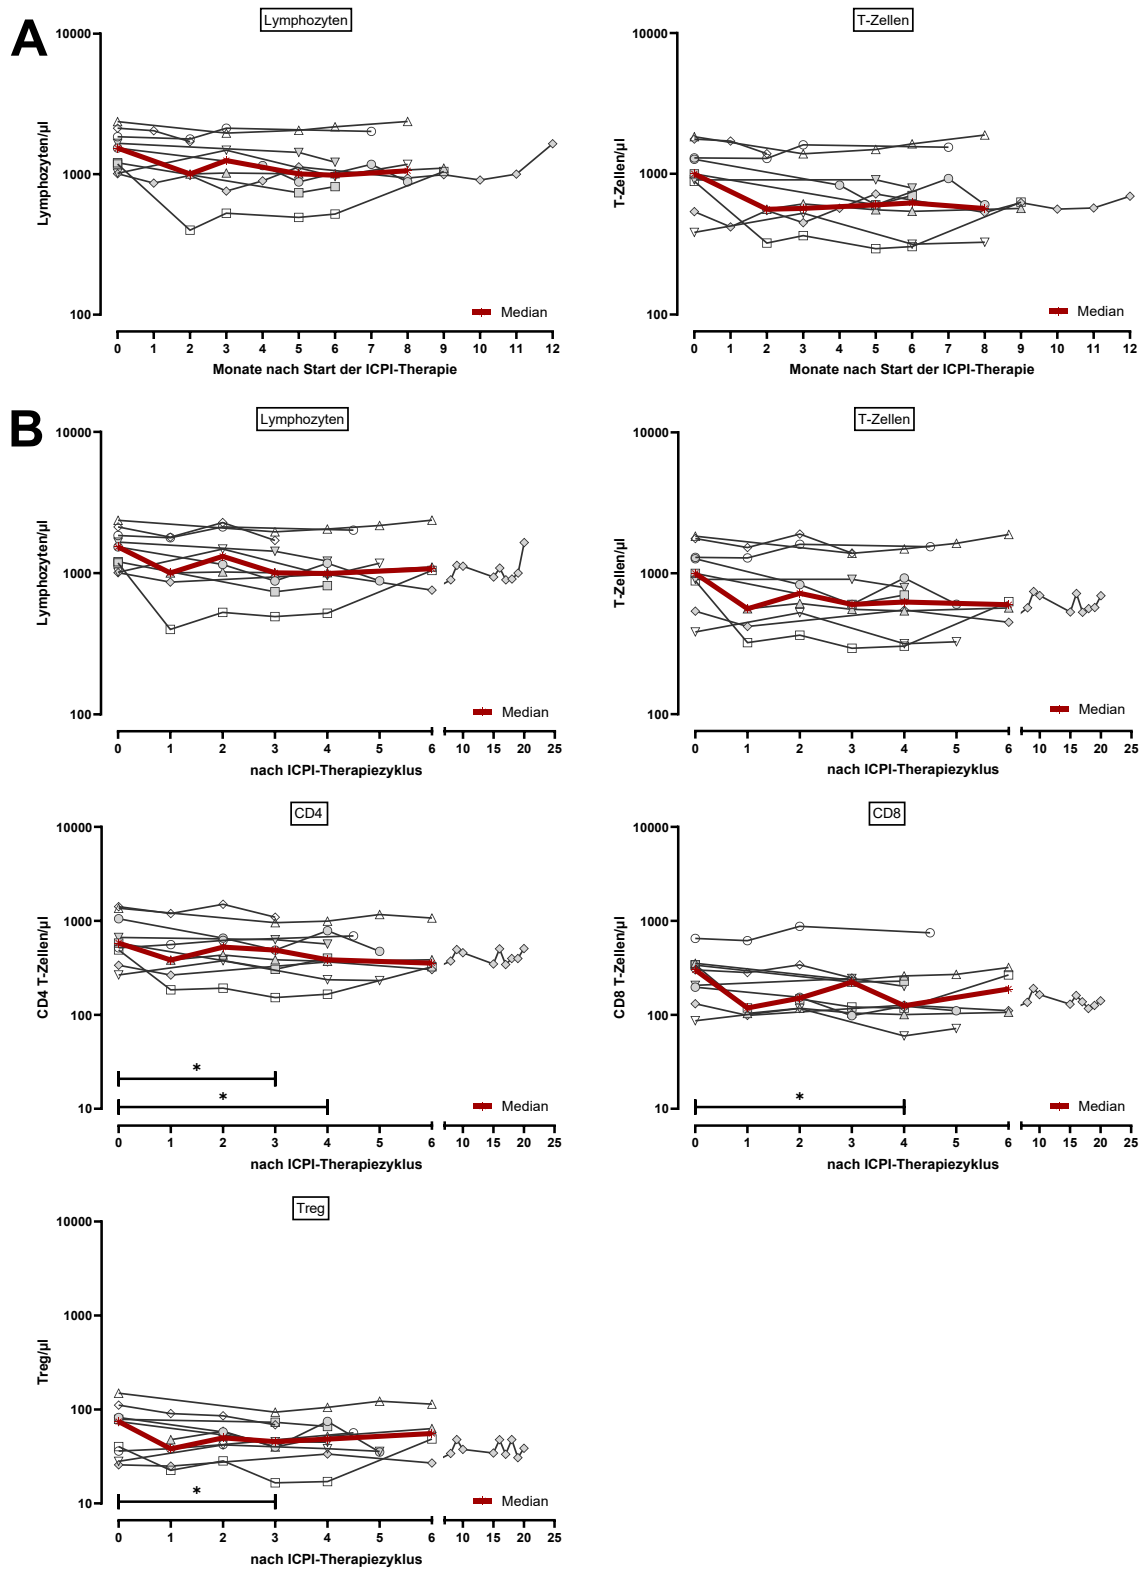 A
Lymphozyten
Lymphozyten/µl
10000
1000
100
Median
0 1 2 3 4 5 6 7 8 9 10 11 12
Monate nach Start der ICPI-Therapie
T-Zellen
T-Zellen/µl
10000
1000
100
Median
0 1 2 3 4 5 6 7 8 9 10 11 12
Monate nach Start der ICPI-Therapie
B
Lymphozyten
Lymphozyten/µl
10000
1000
100
Median
0 1 2 3 4 5 6 10 15 20 25
nach ICPI-Therapiezyklus
T-Zellen
T-Zellen/µl
10000
1000
100
Median
0 1 2 3 4 5 6 10 15 20 25
nach ICPI-Therapiezyklus
CD4
CD4 T-Zellen/µl
10000
1000
100
10
*
*
Median
0 1 2 3 4 5 6 10 15 20 25
nach ICPI-Therapiezyklus
CD8
CD8 T-Zellen/µl
10000
1000
100
10
*
Median
0 1 2 3 4 5 6 10 15 20 25
nach ICPI-Therapiezyklus
Treg
Treg/µl
10000
1000
100
10
*
Median
0 1 2 3 4 5 6 10 15 20 25
nach ICPI-Therapiezyklus